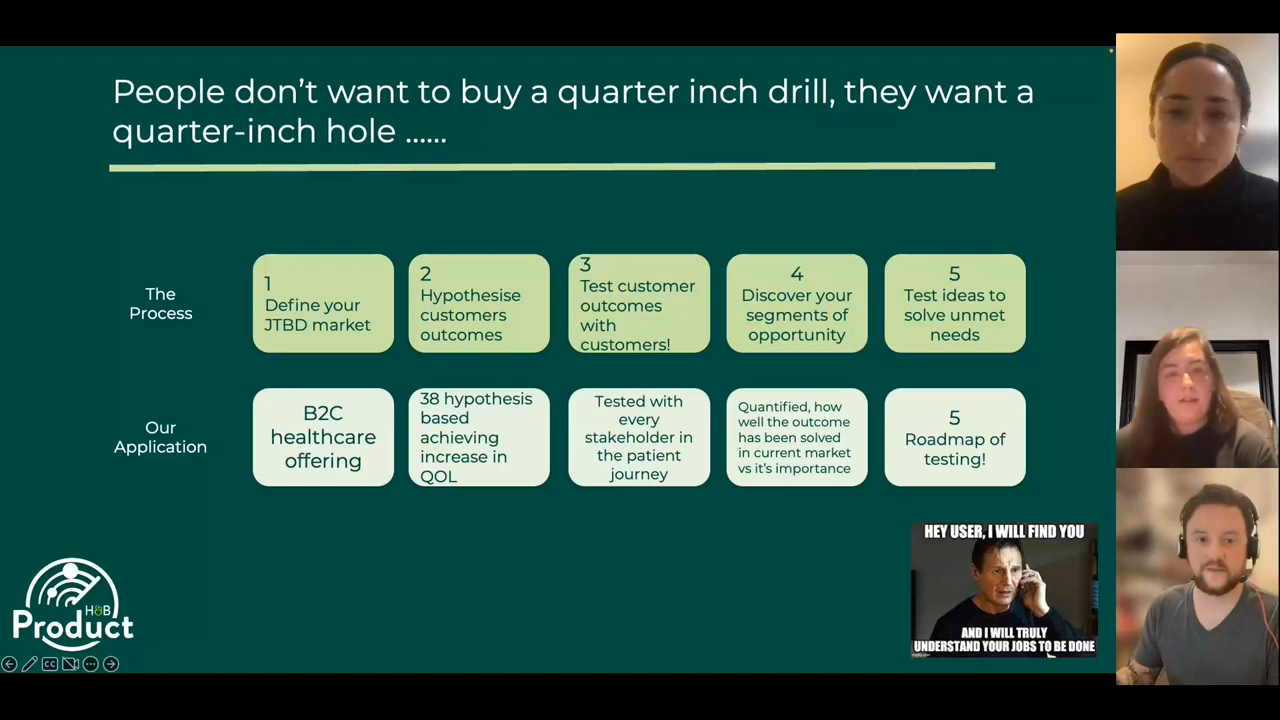 People don’t want to buy a quarter inch drill, they want a
quarter-inch hole ......
The
Process
1
Define your
JTBD market
2
Hypothesise
customers
outcomes
3
Test customer
outcomes
with
customers!
4
Discover your
segments of
opportunity
5
Test ideas to
solve unmet
needs
Our
Application
B2C
healthcare
offering
38 hypothesis
based
achieving
increase in
QOL
Tested with
every
stakeholder in
the patient
journey
Quantified, how
well the outcome
has been solved
in current market
vs it’s importance
5
Roadmap of
testing!
HEY USER, I WILL FIND YOU
AND I WILL TRULY
UNDERSTAND YOUR JOBS TO BE DONE
H&B
Product
CC